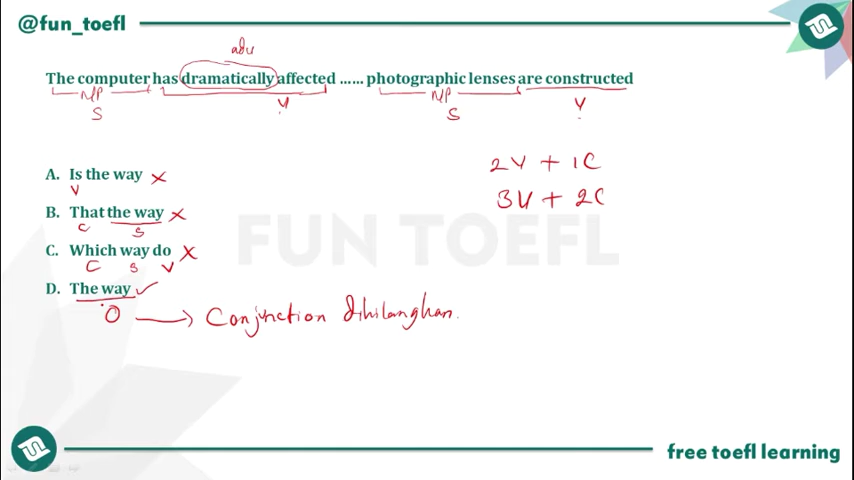 @fun_toefl
adv
The computer has dramatically affected ...... photographic lenses are constructed
NP V NP V
S S
A. Is the way ×
V
2V + 1C
B. That the way ×
C S
3V + 2C
C. Which way do ×
C S V
FUN TOEFL
D. The way ✓
O → Conjunction dihilangkan.
free toefl learning